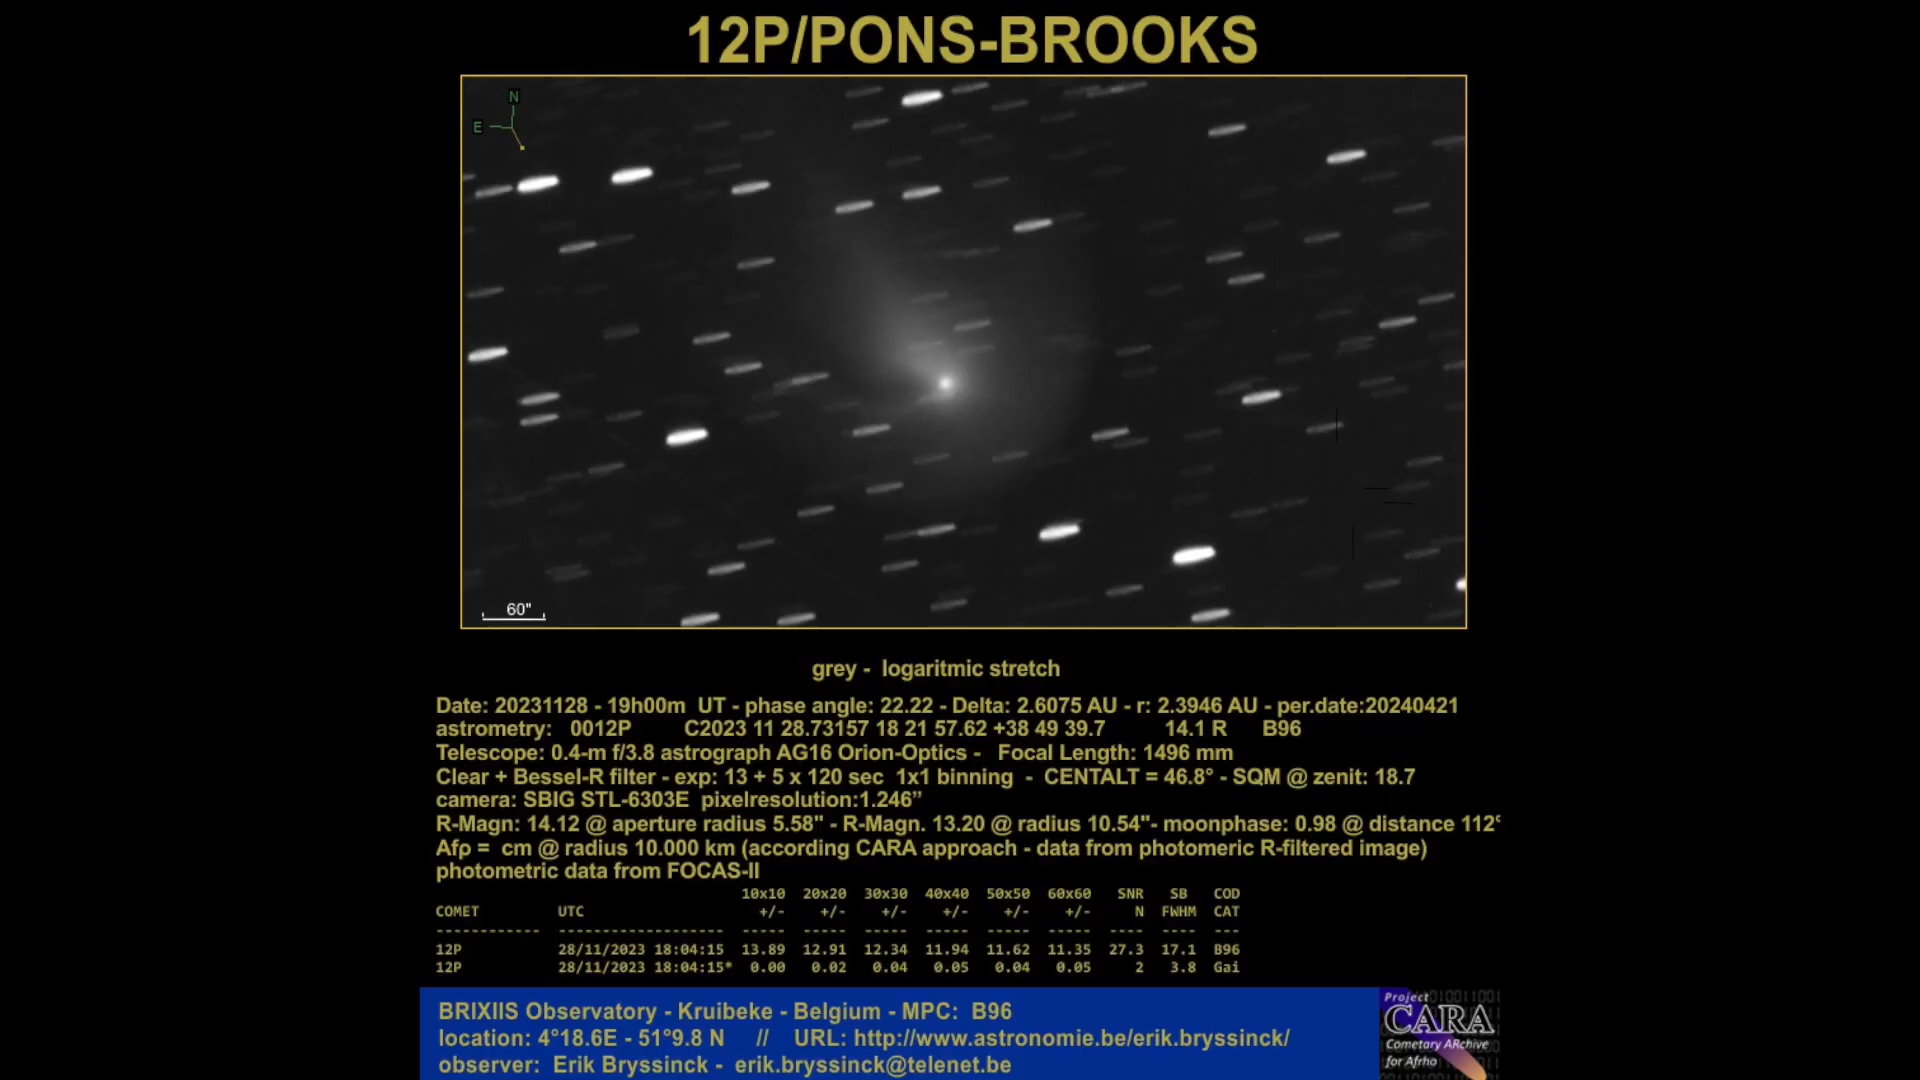 12P/PONS-BROOKS
N
E
60"
grey - logaritmic stretch
Date: 20231128 - 19h00m UT - phase angle: 22.22 - Delta: 2.6075 AU - r: 2.3946 AU - per.date:20240421
astrometry: 0012P C2023 11 28.73157 18 21 57.62 +38 49 39.7 14.1 R B96
Telescope: 0.4-m f/3.8 astrograph AG16 Orion-Optics - Focal Length: 1496 mm
Clear + Bessel-R filter - exp: 13 + 5 x 120 sec 1x1 binning - CENTALT = 46.8° - SQM @ zenit: 18.7
camera: SBIG STL-6303E pixelresolution:1.246”
R-Magn: 14.12 @ aperture radius 5.58" - R-Magn. 13.20 @ radius 10.54"- moonphase: 0.98 @ distance 112°
Afρ = cm @ radius 10.000 km (according CARA approach - data from photomeric R-filtered image)
photometric data from FOCAS-II
10x10 20x20 30x30 40x40 50x50 60x60 SNR SB COD
COMET UTC +/- +/- +/- +/- +/- +/- N FWHM CAT
------------ ------------------- ----- ----- ----- ----- ----- ----- ---- ---- ---
12P 28/11/2023 18:04:15 13.89 12.91 12.34 11.94 11.62 11.35 27.3 17.1 B96
12P 28/11/2023 18:04:15* 0.00 0.02 0.04 0.05 0.04 0.05 2 3.8 Gai
BRIXIIS Observatory - Kruibeke - Belgium - MPC: B96
location: 4°18.6E - 51°9.8 N // URL: http://www.astronomie.be/erik.bryssinck/
observer: Erik Bryssinck - erik.bryssinck@telenet.be
Project
CARA
Cometary ARchive
for Afrho